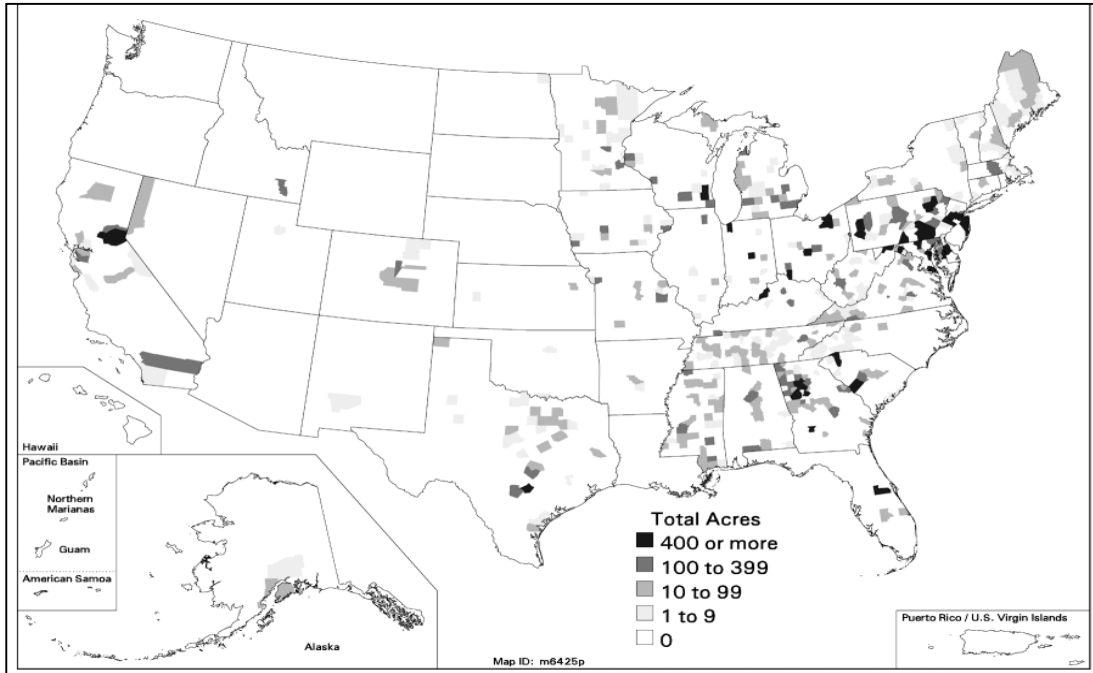 Hawaii
Pacific Basin
Northern
Marianas
Guam
American Samoa
Alaska
Total Acres
400 or more
100 to 399
10 to 99
1 to 9
0
Map ID: m6425p
Puerto Rico / U.S. Virgin Islands